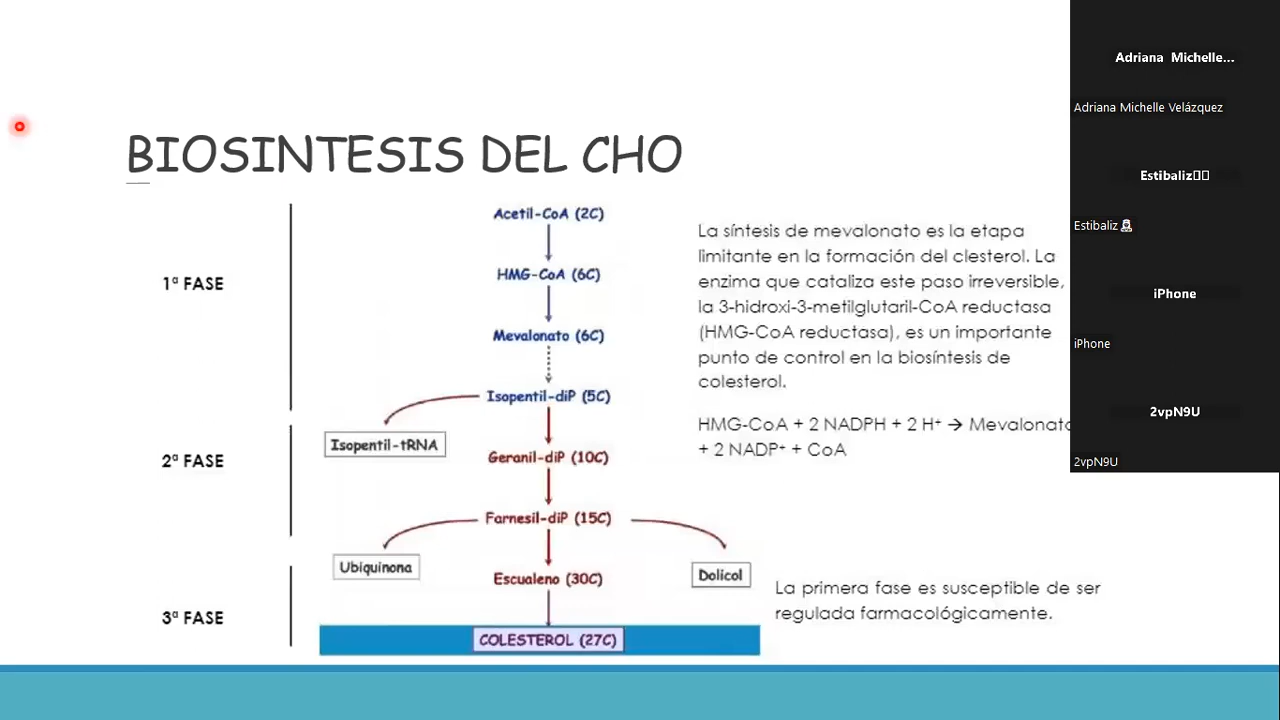 BIOSINTESIS DEL CHO
1ª FASE
2ª FASE
3ª FASE
Acetil-CoA (2C)
HMG-CoA (6C)
Mevalonato (6C)
Isopentil-diP (5C)
Isopentil-tRNA
Geranil-diP (10C)
Farnesil-diP (15C)
Ubiquinona
Dolicol
Escualeno (30C)
COLESTEROL (27C)
La síntesis de mevalonato es la etapa
limitante en la formación del clesterol. La
enzima que cataliza este paso irreversible,
la 3-hidroxi-3-metilglutaril-CoA reductasa
(HMG-CoA reductasa), es un importante
punto de control en la biosíntesis de
colesterol.
HMG-CoA + 2 NADPH + 2 H⁺ → Mevalonato
+ 2 NADP⁺ + CoA
La primera fase es susceptible de ser
regulada farmacológicamente.
Adriana Michelle...
Adriana Michelle Velázquez
Estibaliz
Estibaliz
iPhone
iPhone
2vpN9U
2vpN9U